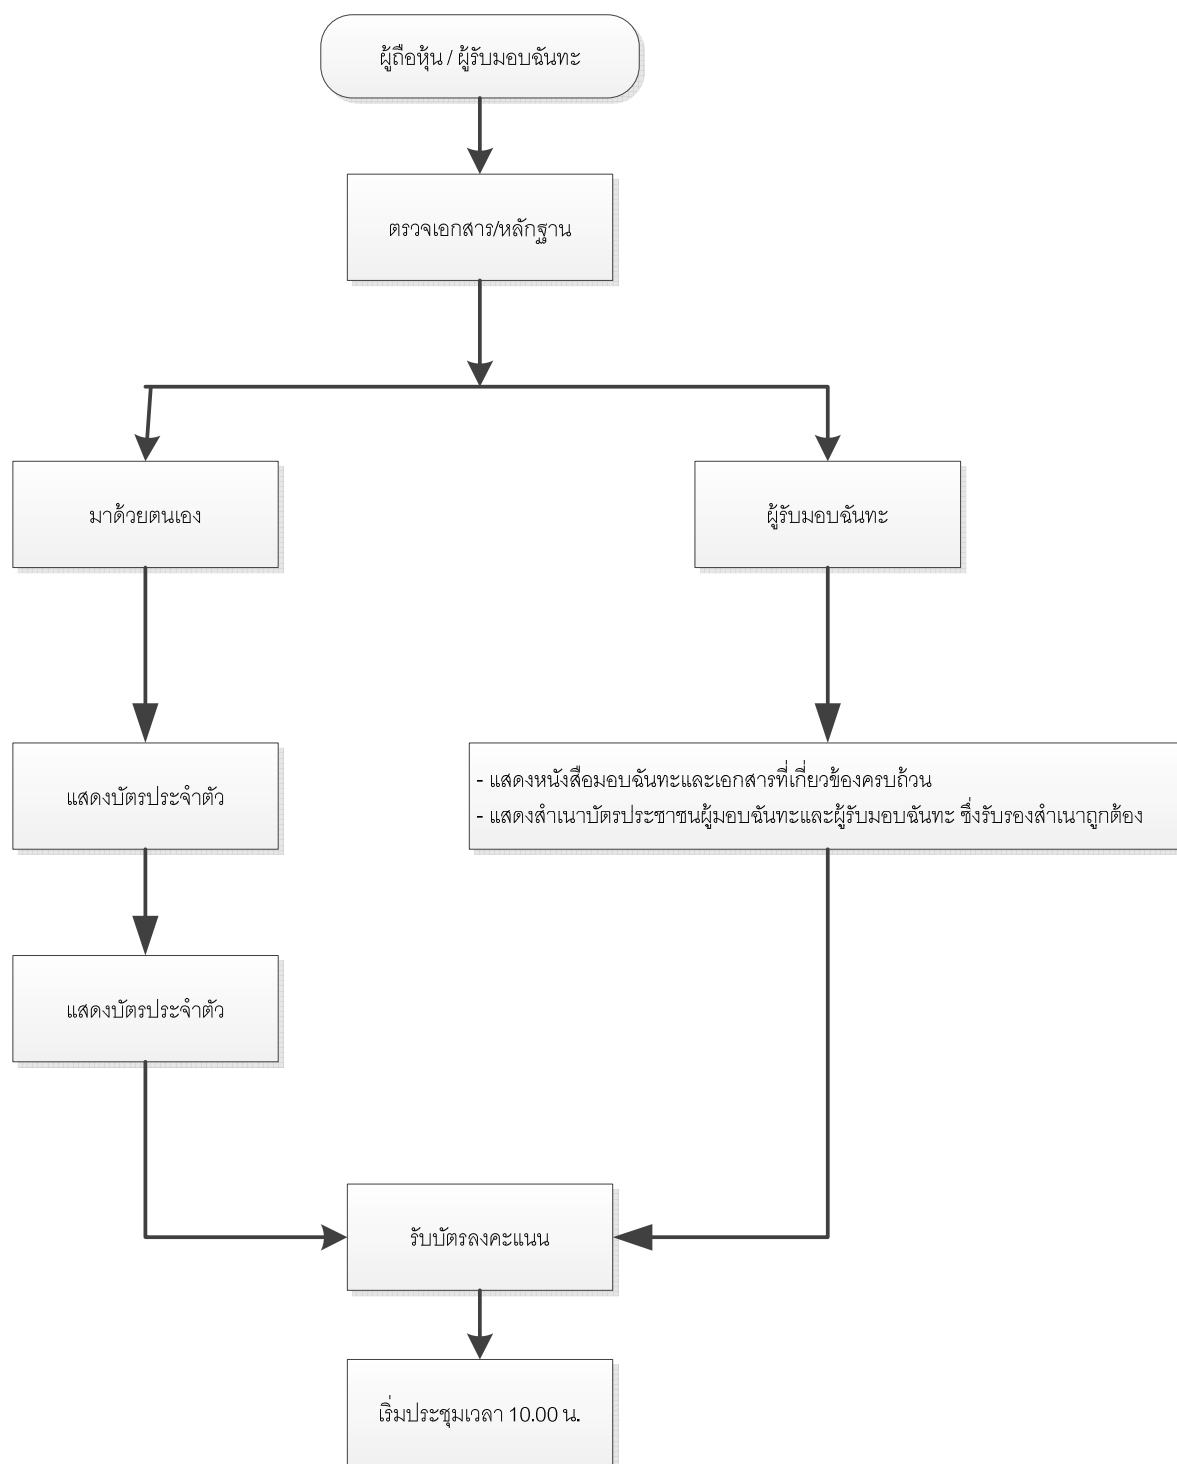 ผู้ถือหุ้น / ผู้รับมอบฉันทะ
ตรวจเอกสาร/หลักฐาน
มาด้วยตนเอง
ผู้รับมอบฉันทะ
แสดงบัตรประจำตัว
- แสดงหนังสือมอบฉันทะและเอกสารที่เกี่ยวข้องครบถ้วน
- แสดงสำเนาบัตรประชาชนผู้มอบฉันทะและผู้รับมอบฉันทะ ซึ่งรับรองสำเนาถูกต้อง
แสดงบัตรประจำตัว
รับบัตรลงคะแนน
เริ่มประชุมเวลา 10.00 น.